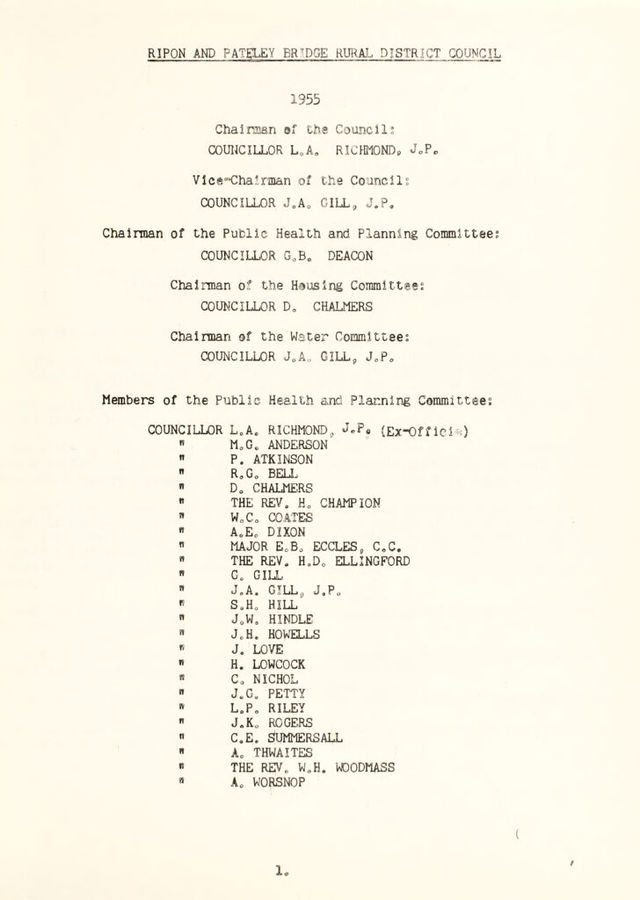 RIPON AND PATELEY BRIDGE RURAL DISTRICT COUNCIL
1955
Chairman of the Council:
COUNCILLOR L.A. RICHMOND, J.P.
Vice-Chairman of the Council:
COUNCILLOR J.A. GILL, J.P.
Chairman of the Public Health and Planning Committee:
COUNCILLOR G.B. DEACON
Chairman of the Housing Committee:
COUNCILLOR D. CHALMERS
Chairman of the Water Committee:
COUNCILLOR J.A. GILL, J.P.
Members of the Public Health and Planning Committee:
COUNCILLOR L.A. RICHMOND, J.P. (Ex-Officio)
" M.G. ANDERSON
" P. ATKINSON
" R.G. BELL
" D. CHALMERS
" THE REV. H. CHAMPION
" W.C. COATES
" A.E. DIXON
" MAJOR E.B. ECCLES, C.C.
" THE REV. H.D. ELLINGFORD
" G. GILL
" J.A. GILL, J.P.
" S.H. HILL
" J.W. HINDLE
" J.H. HOWELLS
" J. LOVE
" H. LOWCOCK
" C. NICHOL
" J.G. PETTY
" L.P. RILEY
" J.K. ROGERS
" C.E. SUMMERSALL
" A. THWAITES
" THE REV. W.H. WOODMASS
" A. WORSNOP
1.